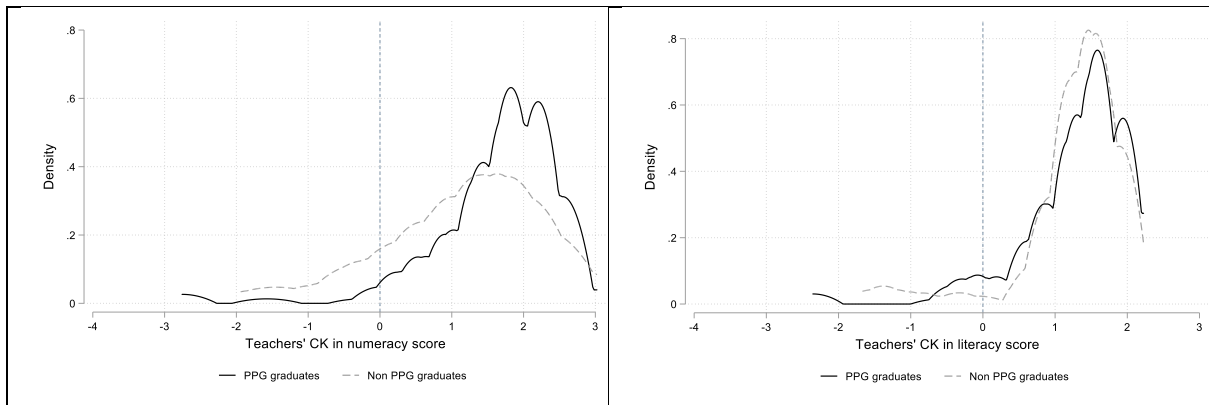 .8
.6
.4
.2
0
Density
-4 -3 -2 -1 0 1 2 3
Teachers' CK in numeracy score
PPG graduates Non PPG graduates
.8
.6
.4
.2
0
Density
-4 -3 -2 -1 0 1 2 3
Teachers' CK in literacy score
PPG graduates Non PPG graduates